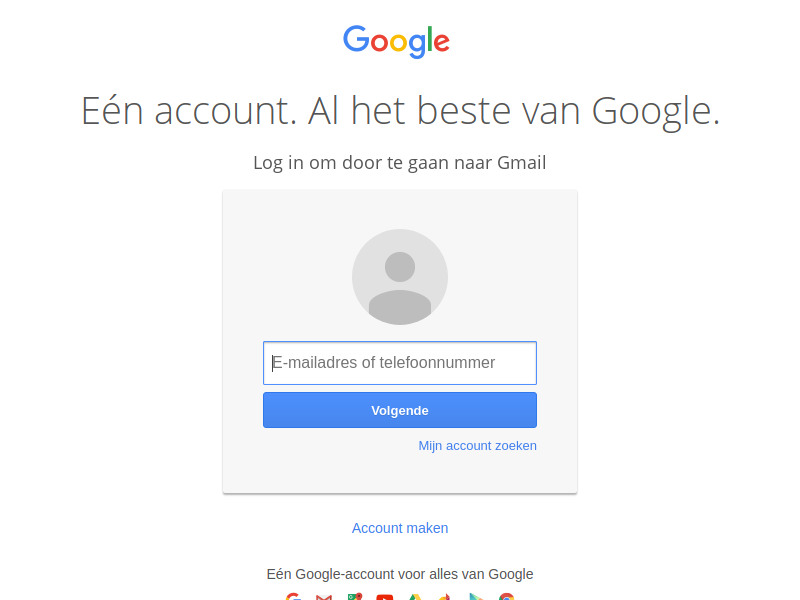 Google
Eén account. Al het beste van Google.
Log in om door te gaan naar Gmail
E-mailadres of telefoonnummer
Volgende
Mijn account zoeken
Account maken
Eén Google-account voor alles van Google